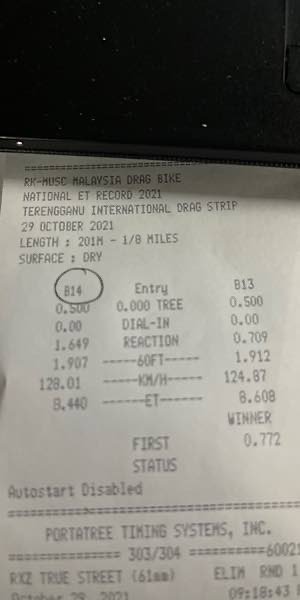 RK-MUSC MALAYSIA DRAG BIKE
NATIONAL ET RECORD 2021
TERENGGANU INTERNATIONAL DRAG STRIP
29 OCTOBER 2021
LENGTH : 201M - 1/8 MILES
SURFACE : DRY
B14 Entry B13
0.500 0.000 TREE 0.500
0.00 DIAL-IN 0.00
1.649 REACTION 0.709
1.907 ------60FT------ 1.912
128.01 -----KM/H------ 124.87
8.440 ------ET------ 8.608
WINNER
FIRST 0.772
STATUS
Autostart Disabled
PORTATREE TIMING SYSTEMS, INC.
============ 303/304 ==========60021
RXZ TRUE STREET (61mm) ELIM RND 1
October 29, 2021 09:18:43